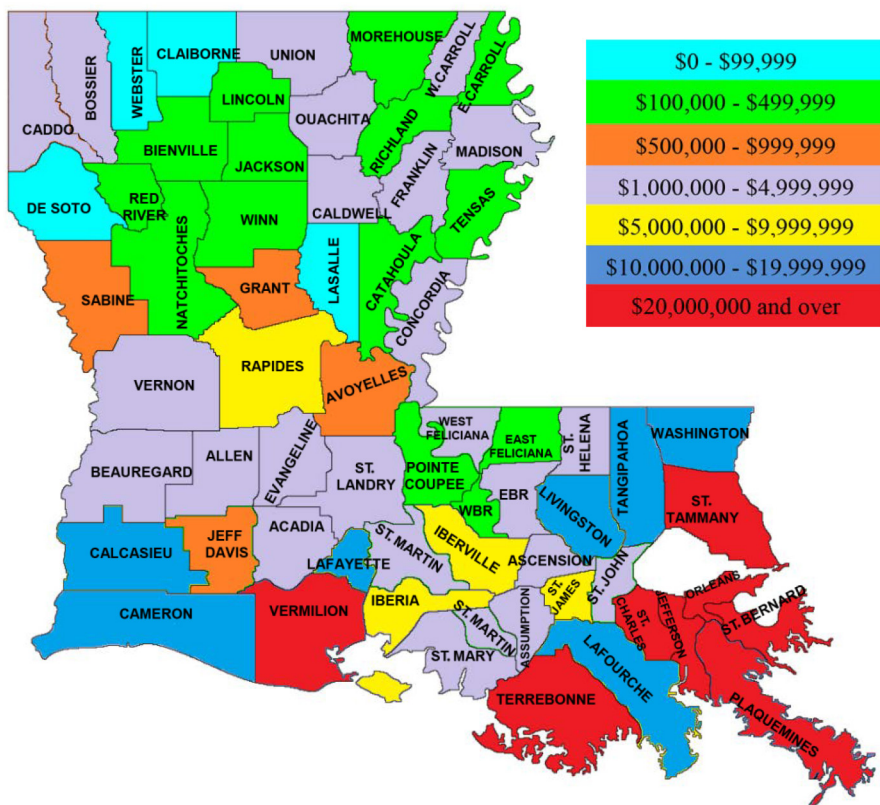 MOREHOUSE
W.CARROLL
E.CARROLL
UNION
CLAIBORNE
WEBSTER
BOSSIER
CADDO
LINCOLN
OUACHITA
RICHLAND
MADISON
BIENVILLE
JACKSON
FRANKLIN
DE SOTO
RED
RIVER
WINN
CALDWELL
TENSAS
NATCHITOCHES
LASALLE
CATAHOULA
CONCORDIA
SABINE
GRANT
VERNON
RAPIDES
AVOYELLES
$0 - $99,999
$100,000 - $499,999
$500,000 - $999,999
$1,000,000 - $4,999,999
$5,000,000 - $9,999,999
$10,000,000 - $19,999,999
$20,000,000 and over
BEAUREGARD
ALLEN
EVANGELINE
ST.
LANDRY
POINTE
COUPEE
WEST
FELICIANA
EAST
FELICIANA
ST.
HELENA
TANGIPAHOA
WASHINGTON
WBR
EBR
LIVINGSTON
ST.
TAMMANY
CALCASIEU
JEFF
DAVIS
ACADIA
LAFAYETTE
ST. MARTIN
IBERVILLE
ASCENSION
ST. JOHN
CAMERON
VERMILION
IBERIA
ST. MARTIN
ST. MARY
ASSUMPTION
ST.
JAMES
ST.
CHARLES
JEFFERSON
ORLEANS
ST. BERNARD
TERREBONNE
LAFOURCHE
PLAQUEMINES